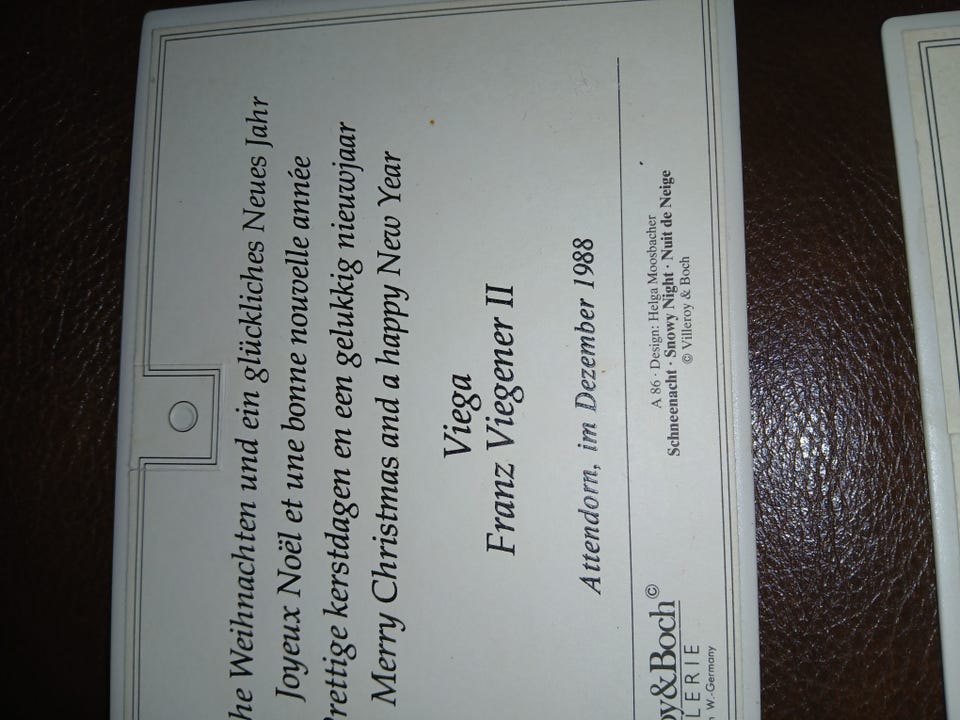 he Weihnachten und ein glückliches Neues Jahr
Joyeux Noël et une bonne nouvelle année
rettige kerstdagen en een gelukkig nieuwjaar
Merry Christmas and a happy New Year
Viega
Franz Viegener II
Attendorn, im Dezember 1988
A 86 · Design: Helga Moosbacher
Schneenacht · Snowy Night · Nuit de Neige
© Villeroy & Boch
y&Boch©
LERIE
n W.-Germany